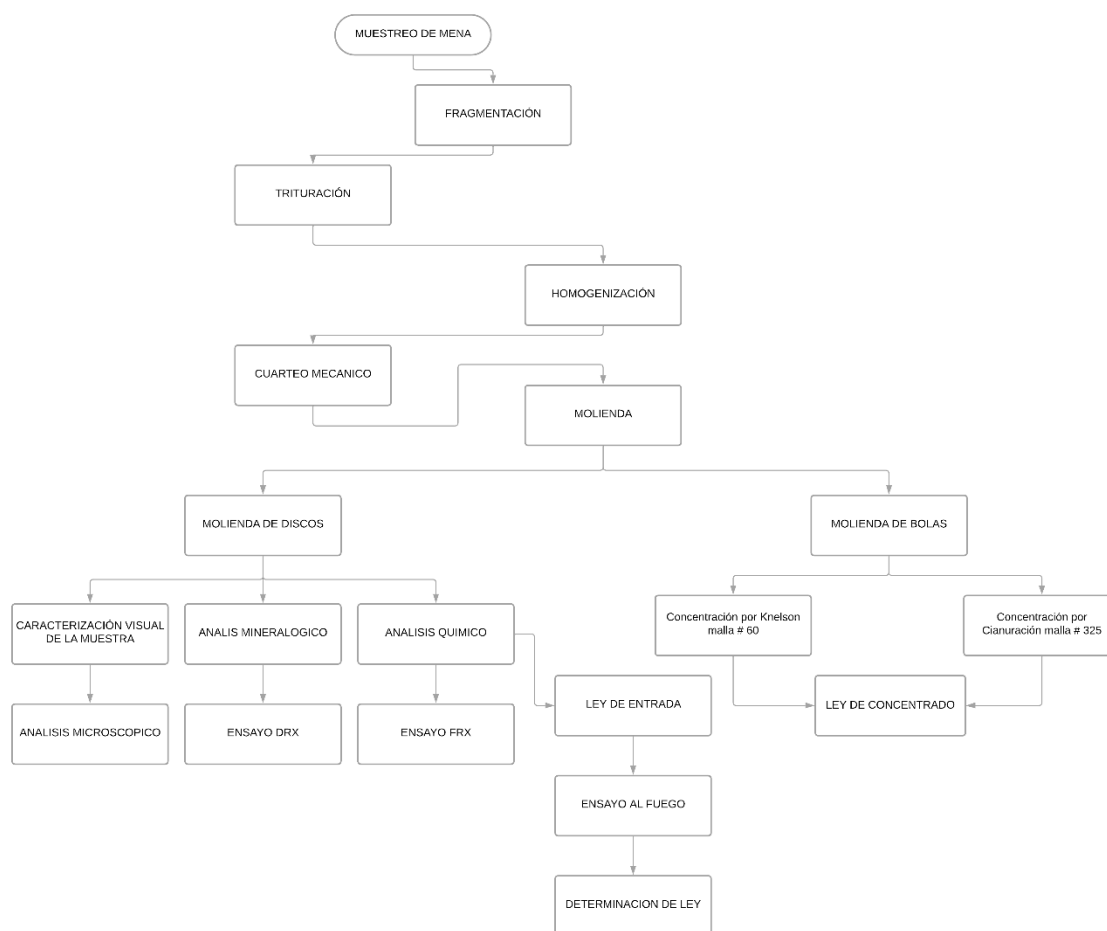 MUESTREO DE MENA
FRAGMENTACIÓN
TRITURACIÓN
HOMOGENIZACIÓN
CUARTEO MECANICO
MOLIENDA
MOLIENDA DE DISCOS
MOLIENDA DE BOLAS
CARACTERIZACIÓN VISUAL
DE LA MUESTRA
ANALIS MINERALOGICO
ANALISIS QUIMICO
Concentración por Knelson
malla # 60
Concentración por
Cianuración malla # 325
ANALISIS MICROSCOPICO
ENSAYO DRX
ENSAYO FRX
LEY DE ENTRADA
LEY DE CONCENTRADO
ENSAYO AL FUEGO
DETERMINACION DE LEY